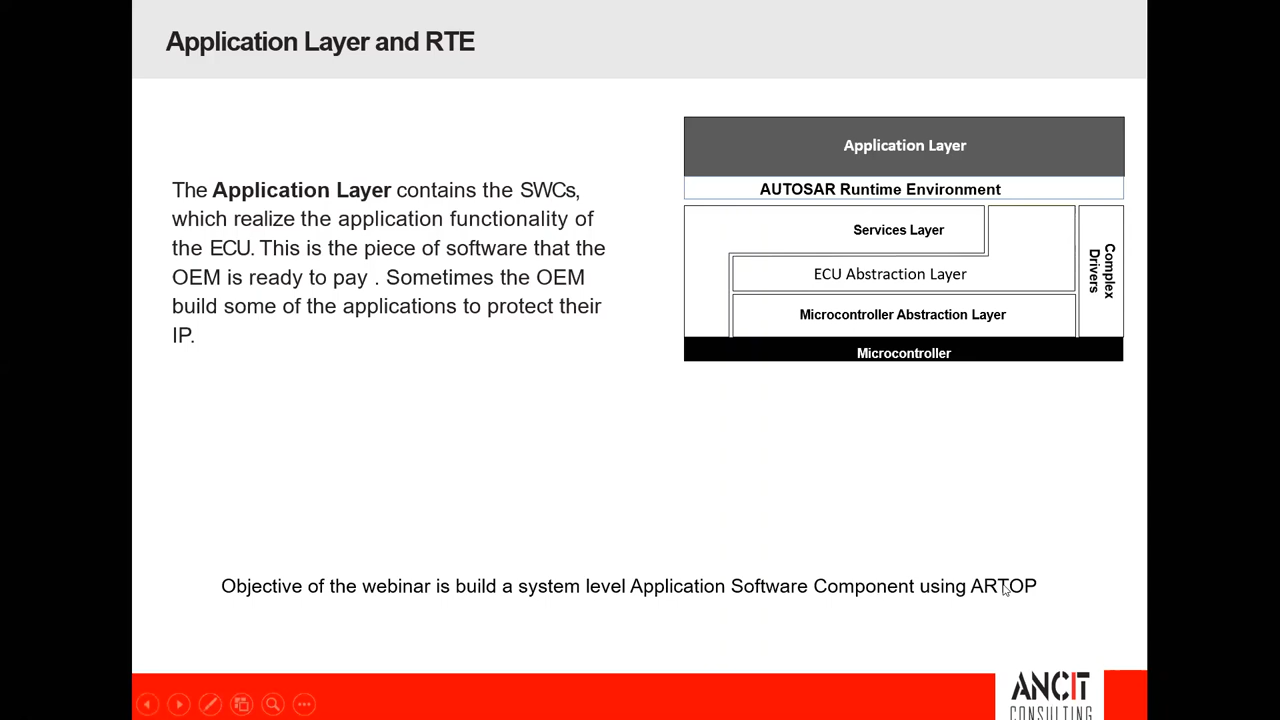 Application Layer and RTE
The Application Layer contains the SWCs,
which realize the application functionality of
the ECU. This is the piece of software that the
OEM is ready to pay . Sometimes the OEM
build some of the applications to protect their
IP.
Application Layer
AUTOSAR Runtime Environment
Services Layer
ECU Abstraction Layer
Microcontroller Abstraction Layer
Complex
Drivers
Microcontroller
Objective of the webinar is build a system level Application Software Component using ARTOP
ANCIT
CONSULTING